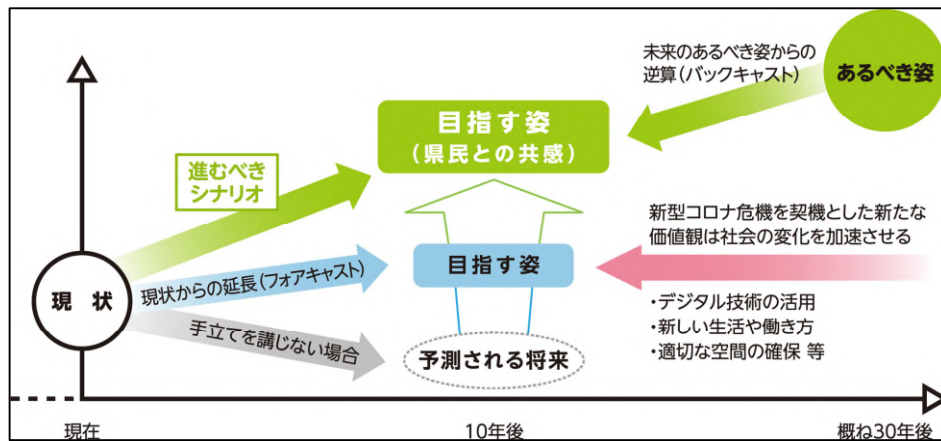 未来のあるべき姿からの
逆算（バックキャスト）
あるべき姿
目指す姿
（県民との共感）
進むべき
シナリオ
新型コロナ危機を契機とした新たな
価値観は社会の変化を加速させる
現状
現状からの延長（フォアキャスト）
目指す姿
手立てを講じない場合
予測される将来
・デジタル技術の活用
・新しい生活や働き方
・適切な空間の確保 等
現在
10年後
概ね30年後